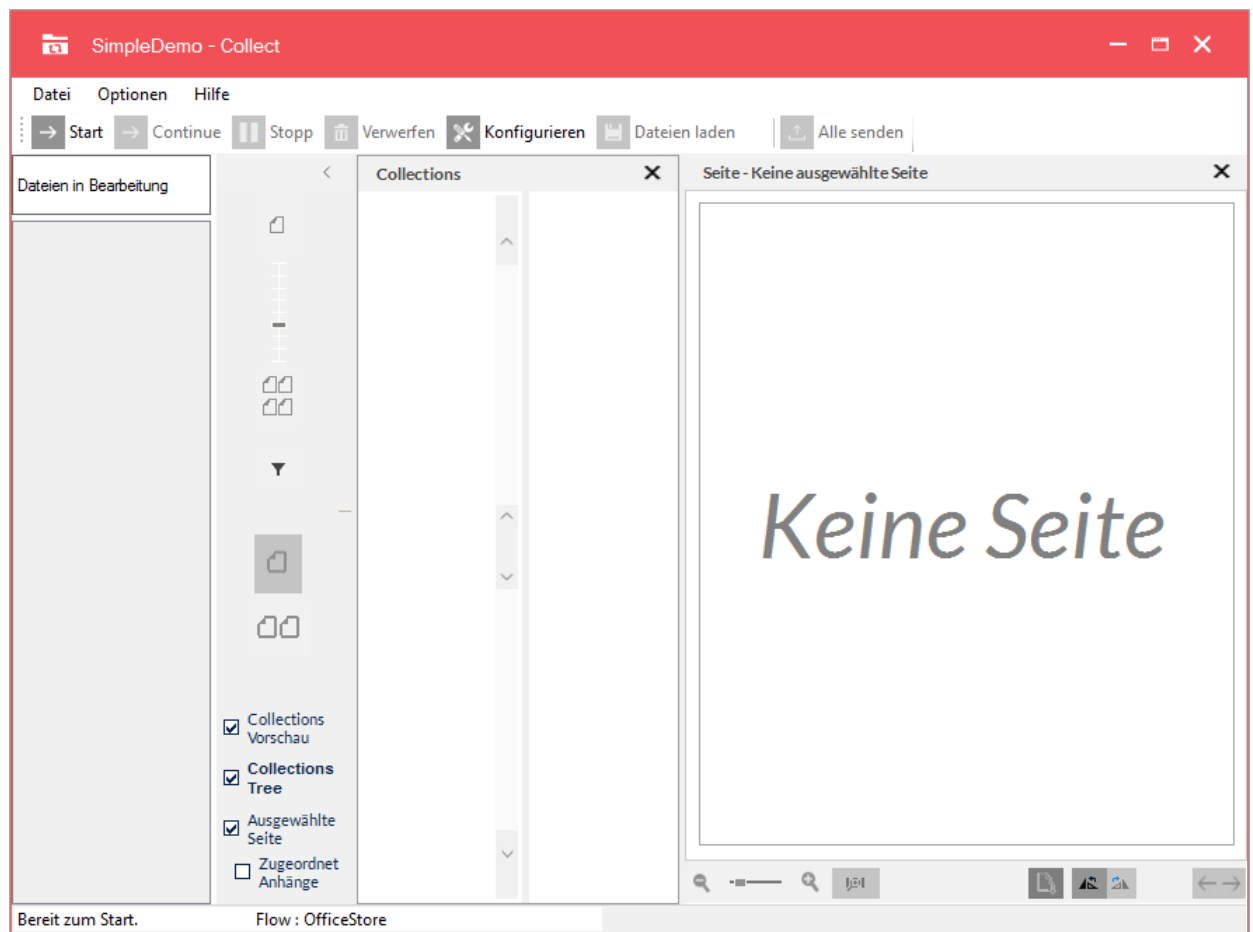 SimpleDemo - Collect
Datei Optionen Hilfe
Start Continue Stopp Verwerfen Konfigurieren Dateien laden Alle senden
Dateien in Bearbeitung
Collections
Seite - Keine ausgewählte Seite
Keine Seite
Collections
Vorschau
Collections
Tree
Ausgewählte
Seite
Zugeordnet
Anhänge
Bereit zum Start. Flow : OfficeStore